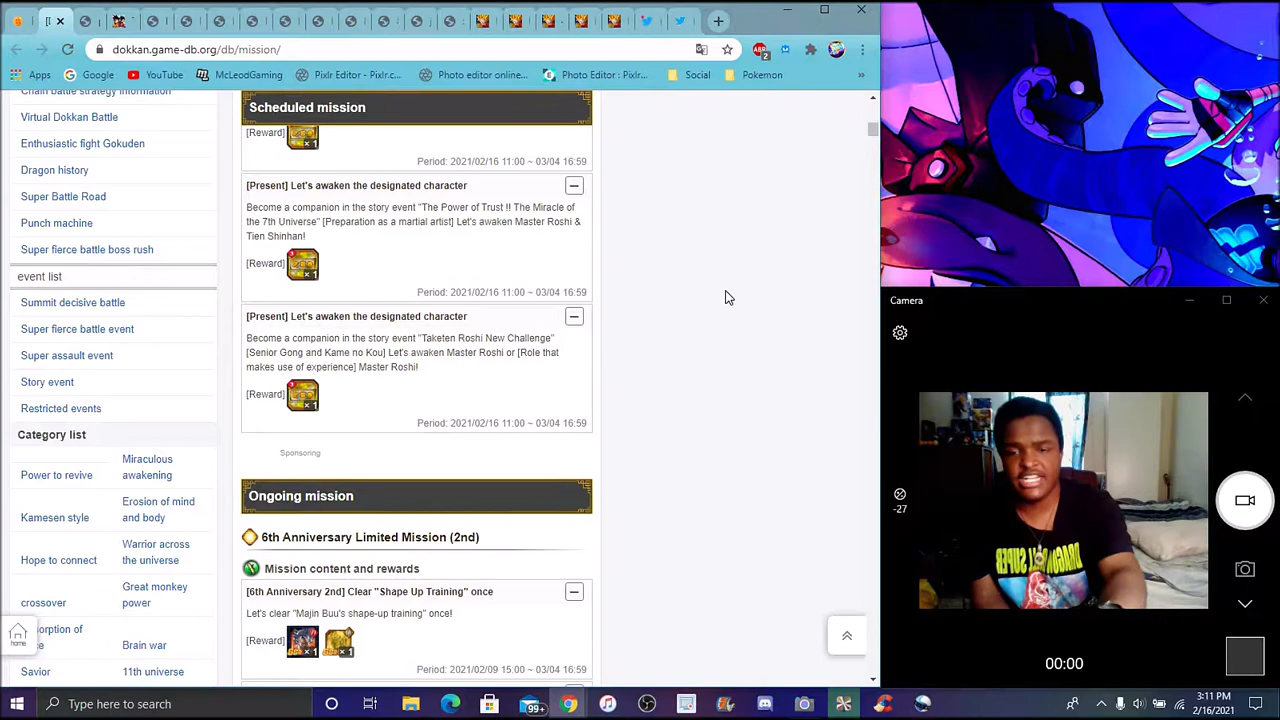 dokkan.game-db.org/db/mission/
Apps
Google
YouTube
McLeodGaming
Pixlr Editor - Pixlr.c...
Photo editor online...
Photo Editor : Pixlr...
Social
Pokemon
Chain battle strategy information
Virtual Dokkan Battle
Enthusiastic fight Gokuden
Dragon history
Super Battle Road
Punch machine
Super fierce battle boss rush
event list
Summit decisive battle
Super fierce battle event
Super assault event
Story event
Restricted events
Category list
Power to revive
Miraculous awakening
Kamesen style
Erosion of mind and body
Hope to connect
Warrior across the universe
crossover
Great monkey power
Brain war
Savior
11th universe
home
Scheduled mission
[Reward]
Period: 2021/02/16 11:00 ~ 03/04 16:59
[Present] Let's awaken the designated character
Become a companion in the story event "The Power of Trust !! The Miracle of
the 7th Universe" [Preparation as a martial artist] Let's awaken Master Roshi &
Tien Shinhan!
[Reward]
Period: 2021/02/16 11:00 ~ 03/04 16:59
[Present] Let's awaken the designated character
Become a companion in the story event "Taketen Roshi New Challenge"
[Senior Gong and Kame no Kou] Let's awaken Master Roshi or [Role that
makes use of experience] Master Roshi!
[Reward]
Period: 2021/02/16 11:00 ~ 03/04 16:59
Sponsoring
Ongoing mission
6th Anniversary Limited Mission (2nd)
Mission content and rewards
[6th Anniversary 2nd] Clear "Shape Up Training" once
Let's clear "Majin Buu's shape-up training" once!
[Reward]
Period: 2021/02/09 15:00 ~ 03/04 16:59
Camera
-27
00:00
Type here to search
99+
3:11 PM
2/16/2021